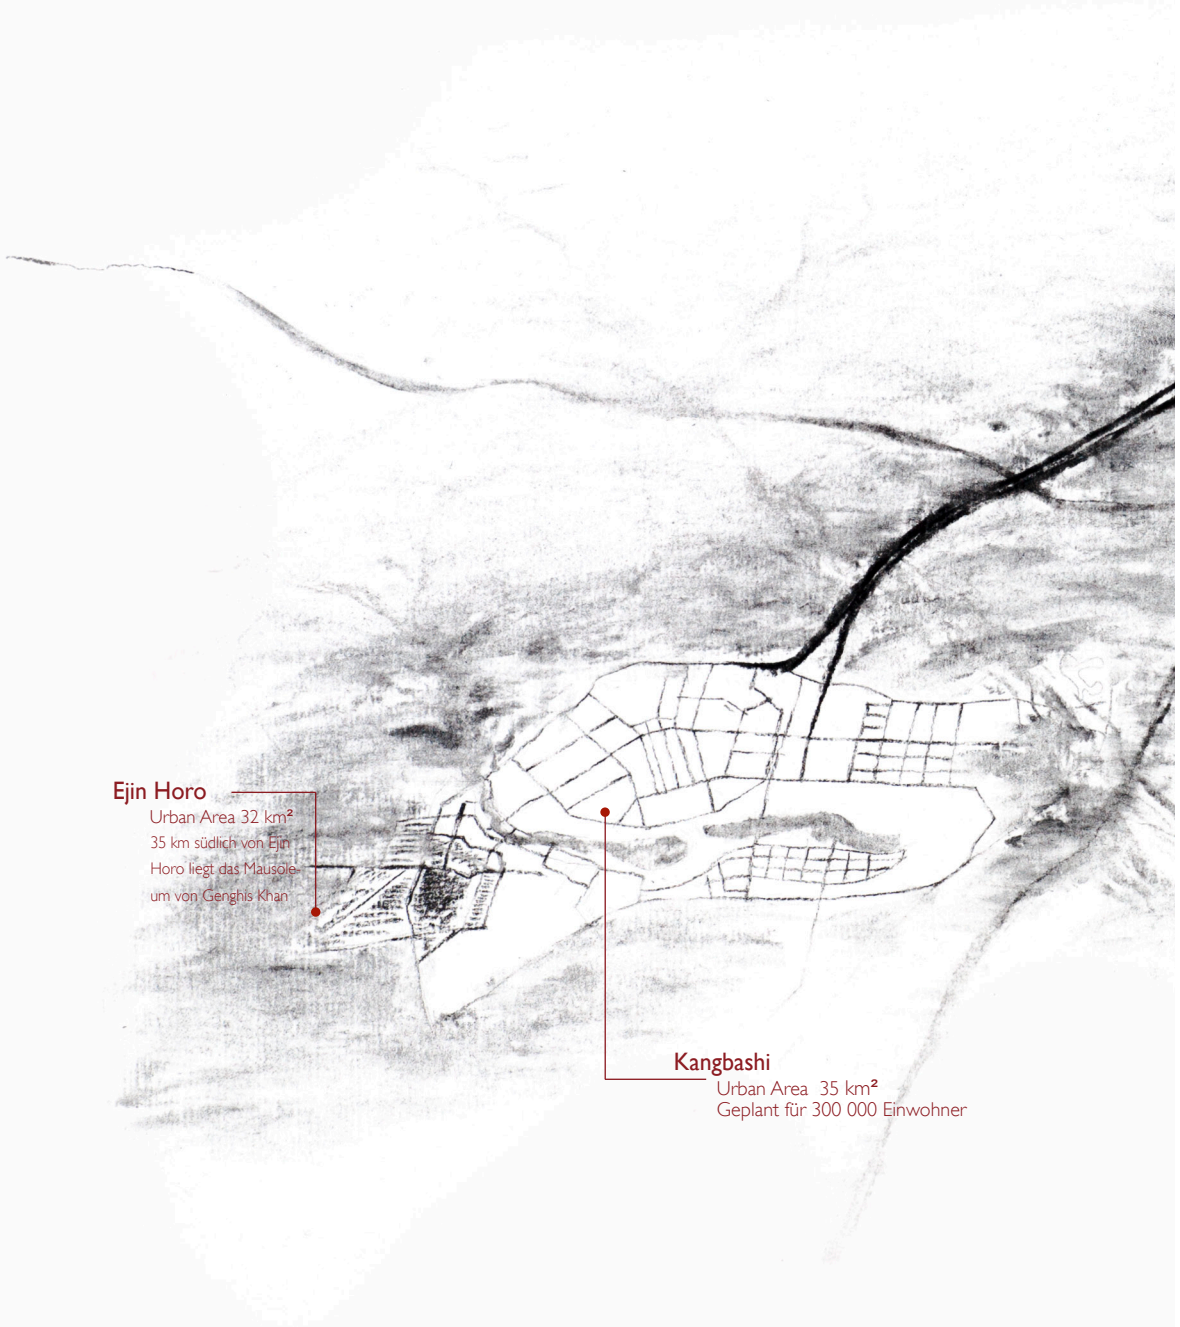 Ejin Horo
Urban Area 32 km²
35 km südlich von Ejin
Horo liegt das Mausole-
um von Genghis Khan
Kangbashi
Urban Area 35 km²
Geplant für 300 000 Einwohner